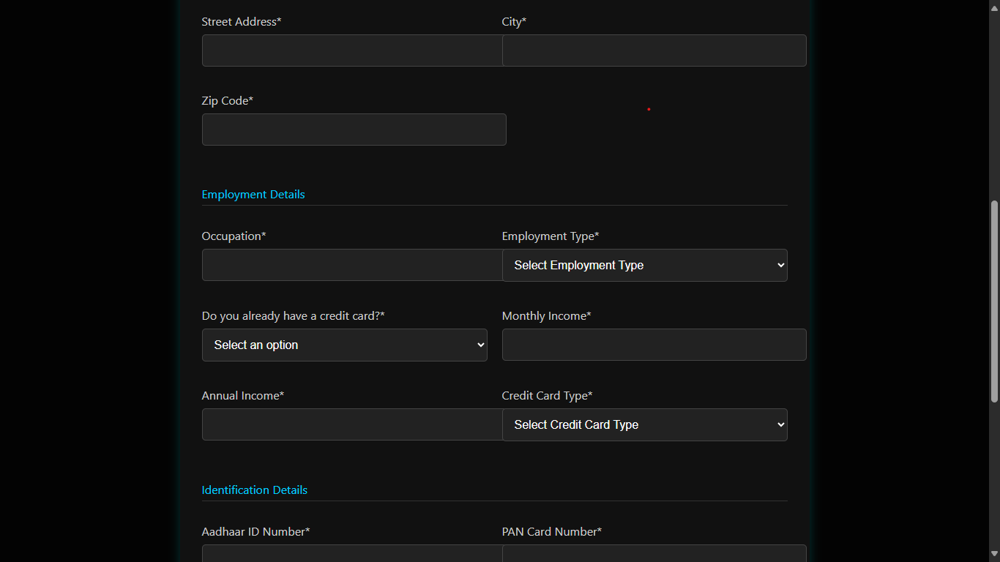 Street Address* City*
Zip Code*
Employment Details
Occupation* Employment Type*
Select Employment Type
Do you already have a credit card?* Monthly Income*
Select an option
Annual Income* Credit Card Type*
Select Credit Card Type
Identification Details
Aadhaar ID Number* PAN Card Number*